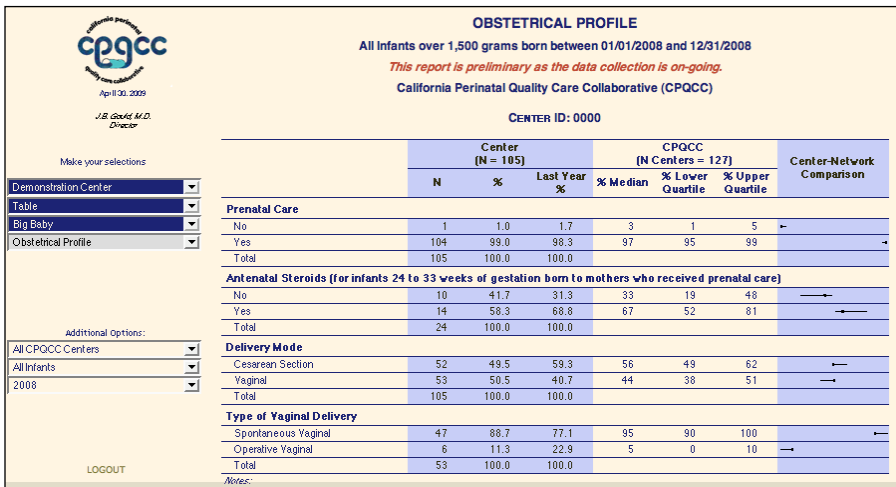 california perinatal
cpqcc
quality care collaborative
April 30, 2009
J.B. Gould, M.D.
Director
Make your selections
Demonstration Center
Table
Big Baby
Obstetrical Profile
Additional Options:
All CPQCC Centers
All Infants
2008
LOGOUT
OBSTETRICAL PROFILE
All Infants over 1,500 grams born between 01/01/2008 and 12/31/2008
This report is preliminary as the data collection is on-going.
California Perinatal Quality Care Collaborative (CPQCC)
CENTER ID: 0000
Center (N = 105) CPQCC (N Centers = 127) Center-Network Comparison
N % Last Year % % Median % Lower Quartile % Upper Quartile
Prenatal Care
No 1 1.0 1.7 3 1 5
Yes 104 99.0 98.3 97 95 99
Total 105 100.0 100.0
Antenatal Steroids (for infants 24 to 33 weeks of gestation born to mothers who received prenatal care)
No 10 41.7 31.3 33 19 48
Yes 14 58.3 68.8 67 52 81
Total 24 100.0 100.0
Delivery Mode
Cesarean Section 52 49.5 59.3 56 49 62
Vaginal 53 50.5 40.7 44 38 51
Total 105 100.0 100.0
Type of Vaginal Delivery
Spontaneous Vaginal 47 88.7 77.1 95 90 100
Operative Vaginal 6 11.3 22.9 5 0 10
Total 53 100.0 100.0
Notes: